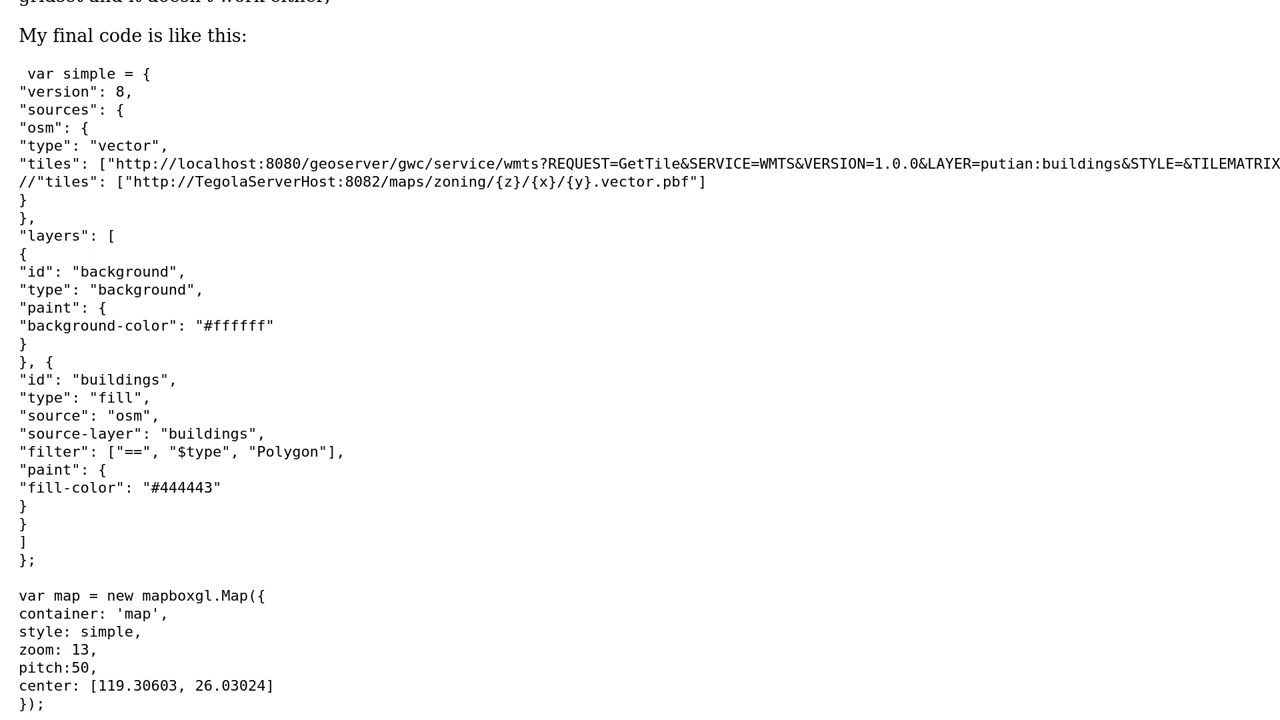 My final code is like this:
var simple = {
"version": 8,
"sources": {
"osm": {
"type": "vector",
"tiles": ["http://localhost:8080/geoserver/gwc/service/wmts?REQUEST=GetTile&SERVICE=WMTS&VERSION=1.0.0&LAYER=putian:buildings&STYLE=&TILEMATRIX
//"tiles": ["http://TegolaServerHost:8082/maps/zoning/{z}/{x}/{y}.vector.pbf"]
}
},
"layers": [
{
"id": "background",
"type": "background",
"paint": {
"background-color": "#ffffff"
}
}, {
"id": "buildings",
"type": "fill",
"source": "osm",
"source-layer": "buildings",
"filter": ["==", "$type", "Polygon"],
"paint": {
"fill-color": "#444443"
}
}
]
};
var map = new mapboxgl.Map({
container: 'map',
style: simple,
zoom: 13,
pitch:50,
center: [119.30603, 26.03024]
});